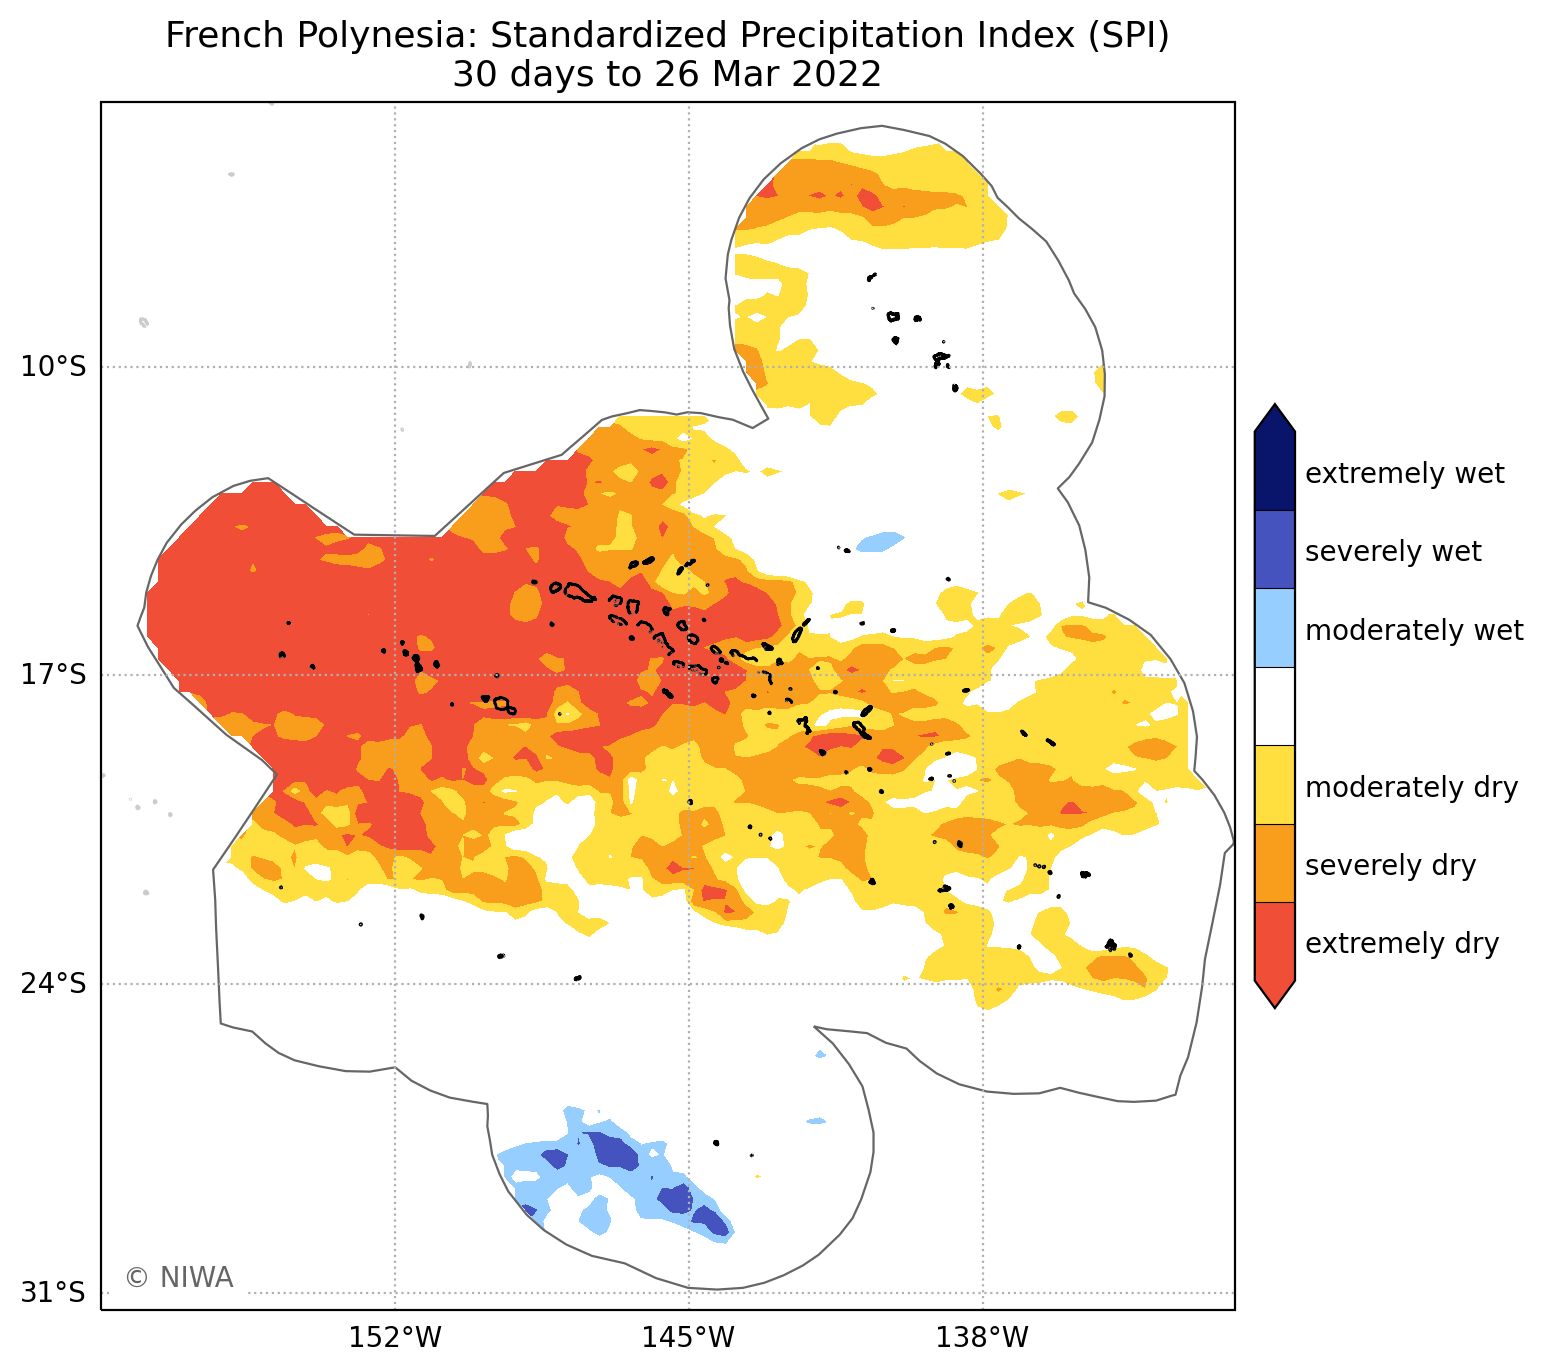 French Polynesia: Standardized Precipitation Index (SPI)
30 days to 26 Mar 2022
10°S
17°S
24°S
31°S
152°W
145°W
138°W
extremely wet
severely wet
moderately wet
moderately dry
severely dry
extremely dry
© NIWA